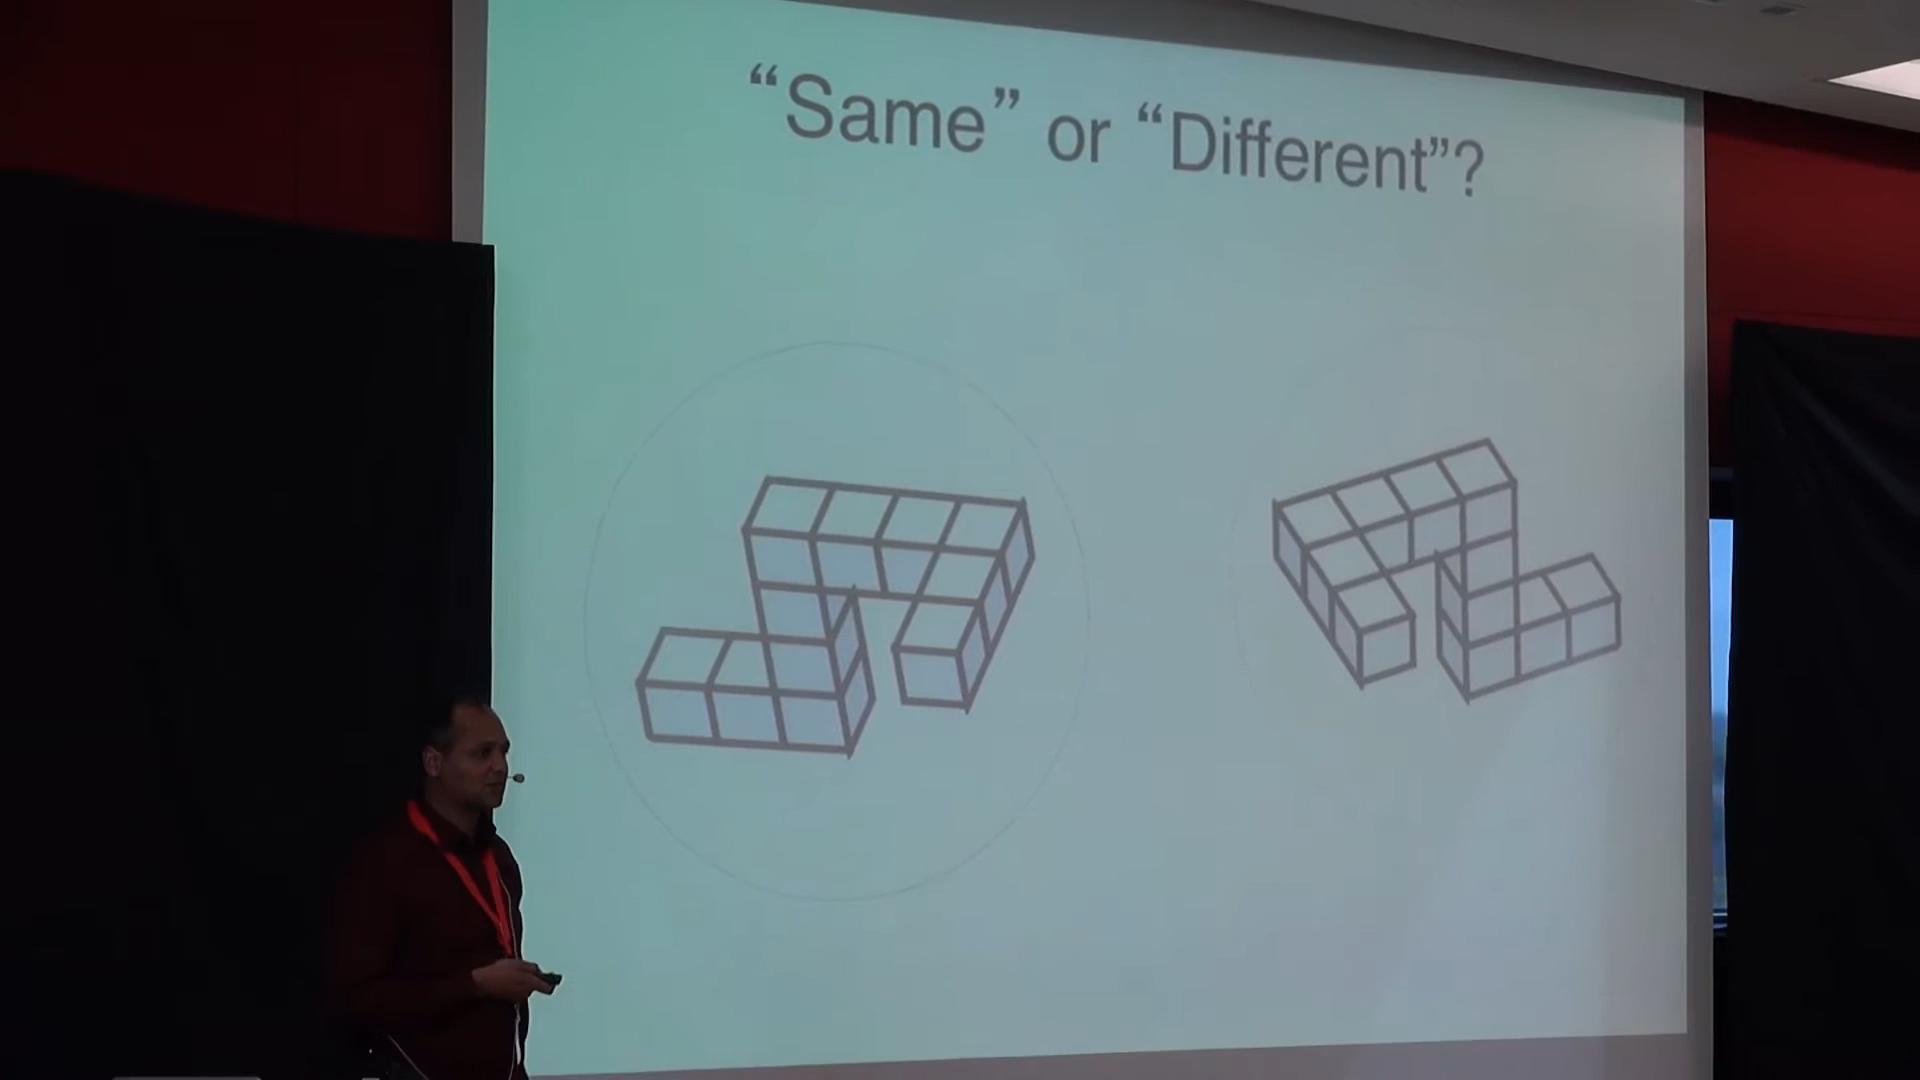 “Same” or “Different”?